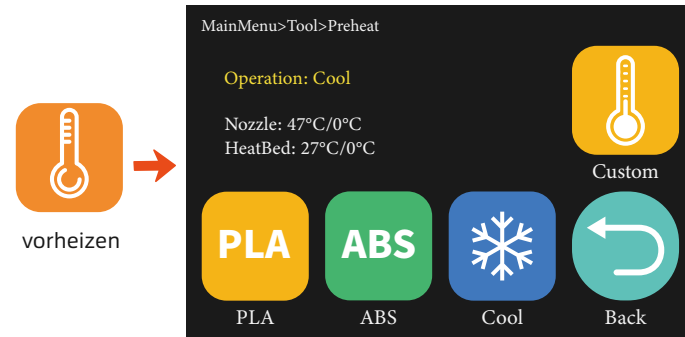 MainMenu>Tool>Preheat
Operation: Cool
Nozzle: 47°C/0°C
HeatBed: 27°C/0°C
Custom
vorheizen
PLA
ABS
PLA
ABS
Cool
Back